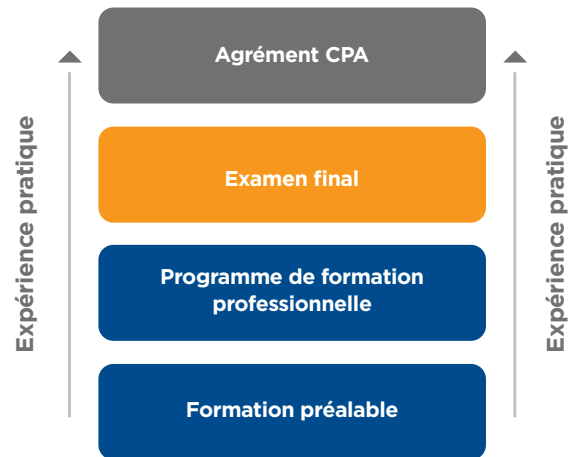 Agrément CPA
Expérience pratique
Expérience pratique
Examen final
Programme de formation
professionnelle
Formation préalable